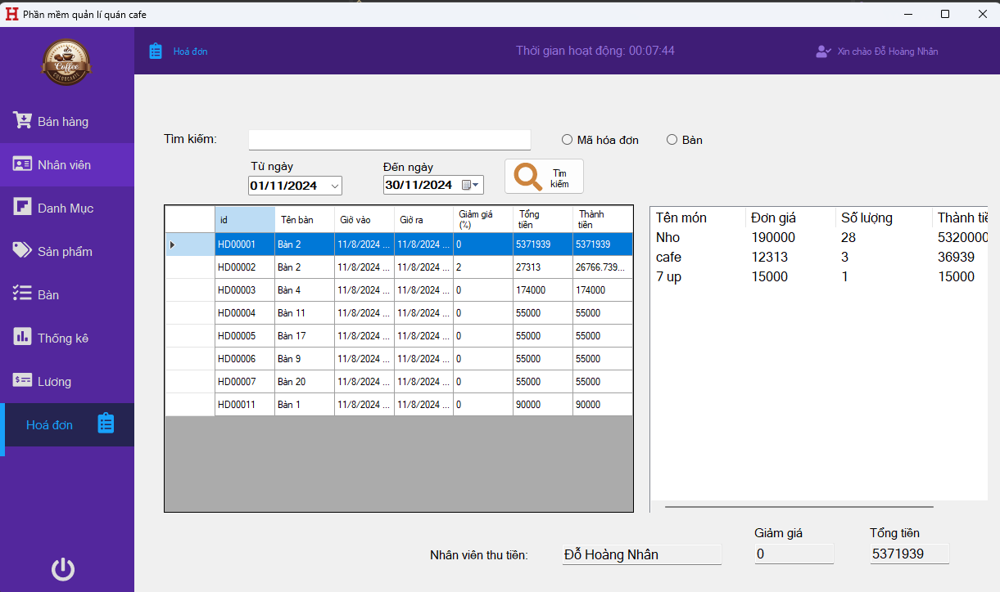 Phần mềm quản lí quán cafe
Hoá đơn
Thời gian hoạt động: 00:07:44
Xin chào Đỗ Hoàng Nhân
Coffee
Bán hàng
Nhân viên
Danh Mục
Sản phẩm
Bàn
Thống kê
Lương
Hoá đơn
Tìm kiếm:
Mã hóa đơn
Bàn
Từ ngày
Đến ngày
01/11/2024
30/11/2024
Tìm kiếm
id Tên bàn Giờ vào Giờ ra Giảm giá (%) Tổng tiền Thành tiền
HD00001 Bàn 2 11/8/2024 ... 11/8/2024 ... 0 5371939 5371939
HD00002 Bàn 2 11/8/2024 ... 11/8/2024 ... 2 27313 26766.739...
HD00003 Bàn 4 11/8/2024 ... 11/8/2024 ... 0 174000 174000
HD00004 Bàn 11 11/8/2024 ... 11/8/2024 ... 0 55000 55000
HD00005 Bàn 17 11/8/2024 ... 11/8/2024 ... 0 55000 55000
HD00006 Bàn 9 11/8/2024 ... 11/8/2024 ... 0 55000 55000
HD00007 Bàn 20 11/8/2024 ... 11/8/2024 ... 0 55000 55000
HD00011 Bàn 1 11/8/2024 ... 11/8/2024 ... 0 90000 90000
Tên món Đơn giá Số lượng Thành tiề
Nho 190000 28 5320000
cafe 12313 3 36939
7 up 15000 1 15000
Giảm giá
Tổng tiền
Nhân viên thu tiền:
Đỗ Hoàng Nhân
0
5371939